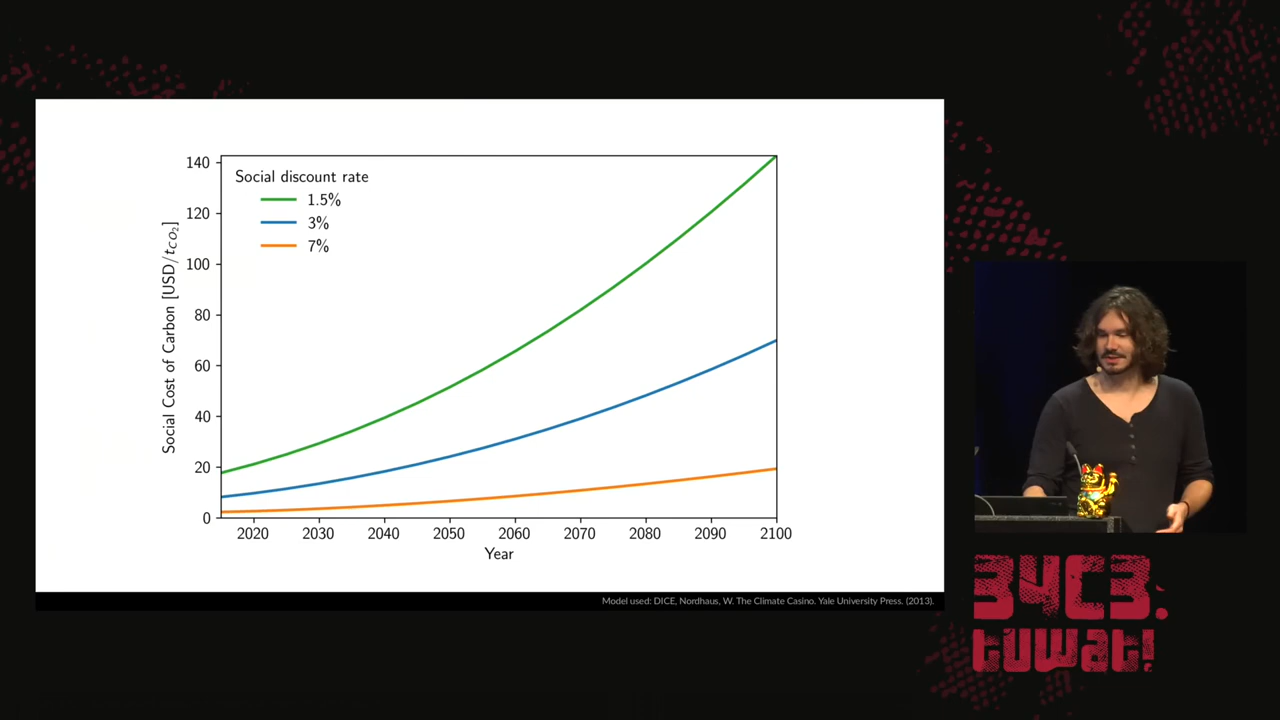 Social discount rate
1.5%
3%
7%
140
120
100
80
60
40
20
0
Social Cost of Carbon [USD/t_CO₂]
2020 2030 2040 2050 2060 2070 2080 2090 2100
Year
Model used: DICE, Nordhaus, W. The Climate Casino. Yale University Press. (2013).
34C3.
tuwat!